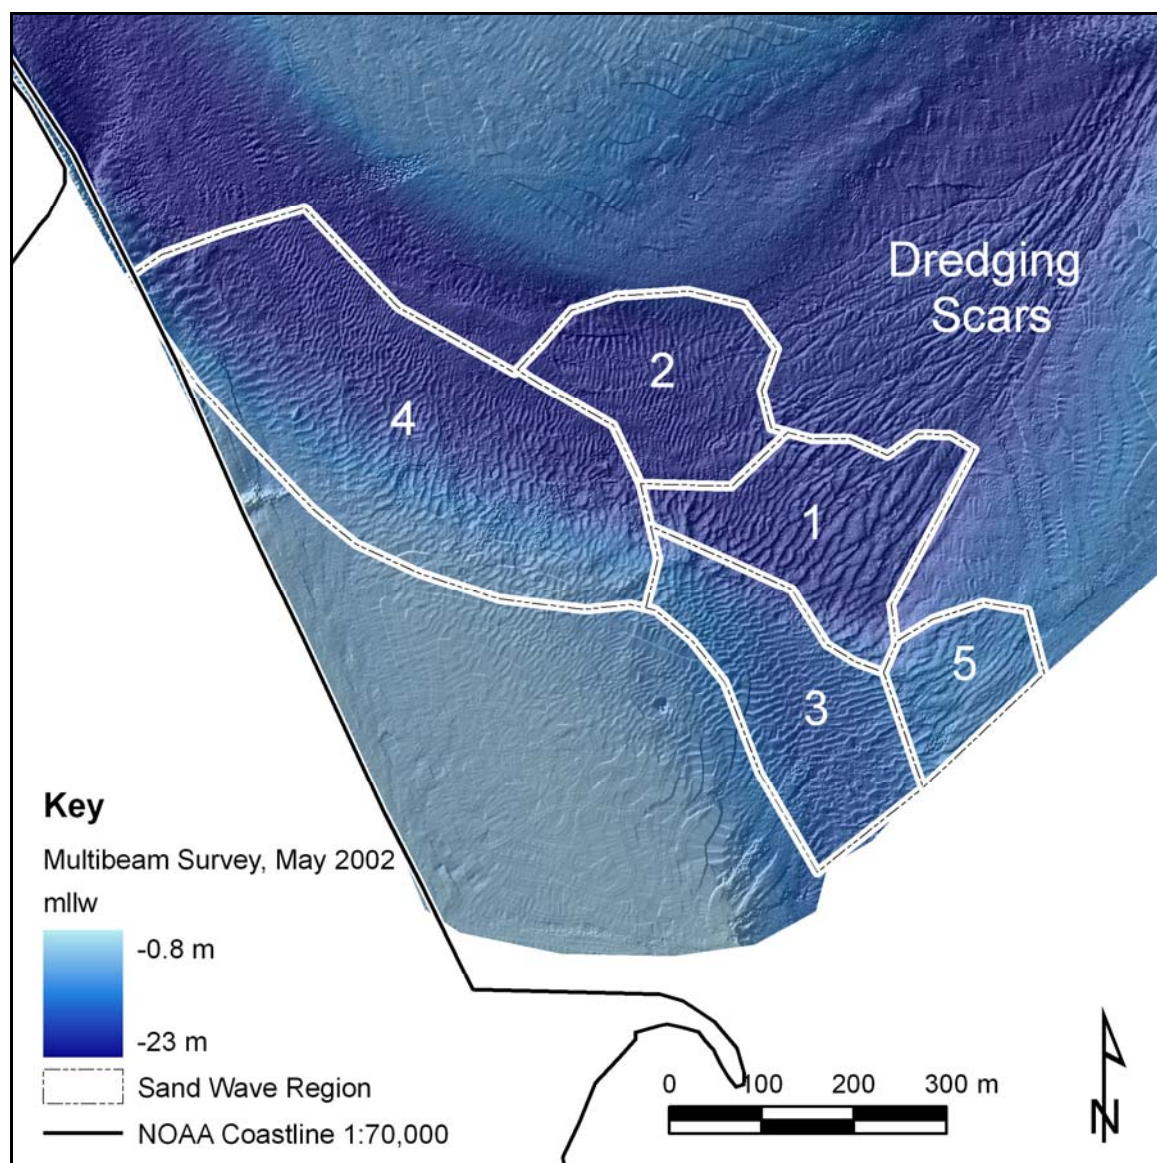 Dredging
Scars
2
4
1
5
3
Key
Multibeam Survey, May 2002
mllw
-0.8 m
-23 m
Sand Wave Region
NOAA Coastline 1:70,000
0 100 200 300 m
N